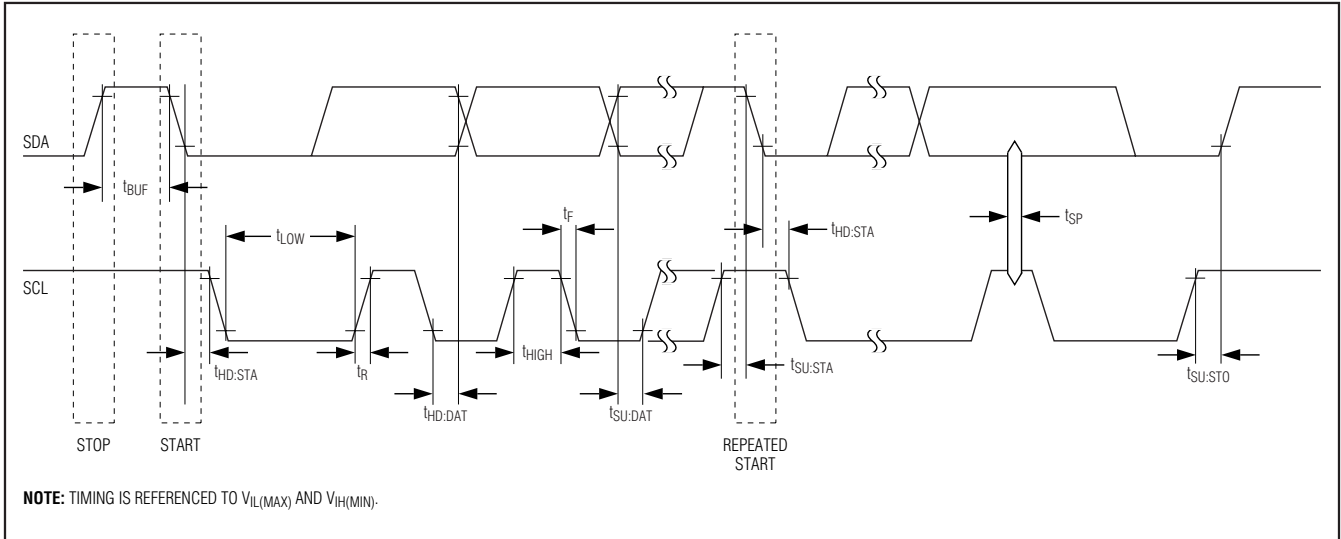 SDA
tBUF
tLOW
tF
tHD:STA
tSP
SCL
tHD:STA
tR
tHD:DAT
tHIGH
tSU:DAT
tSU:STA
tSU:STO
STOP
START
REPEATED
START
NOTE: TIMING IS REFERENCED TO VIL(MAX) AND VIH(MIN).